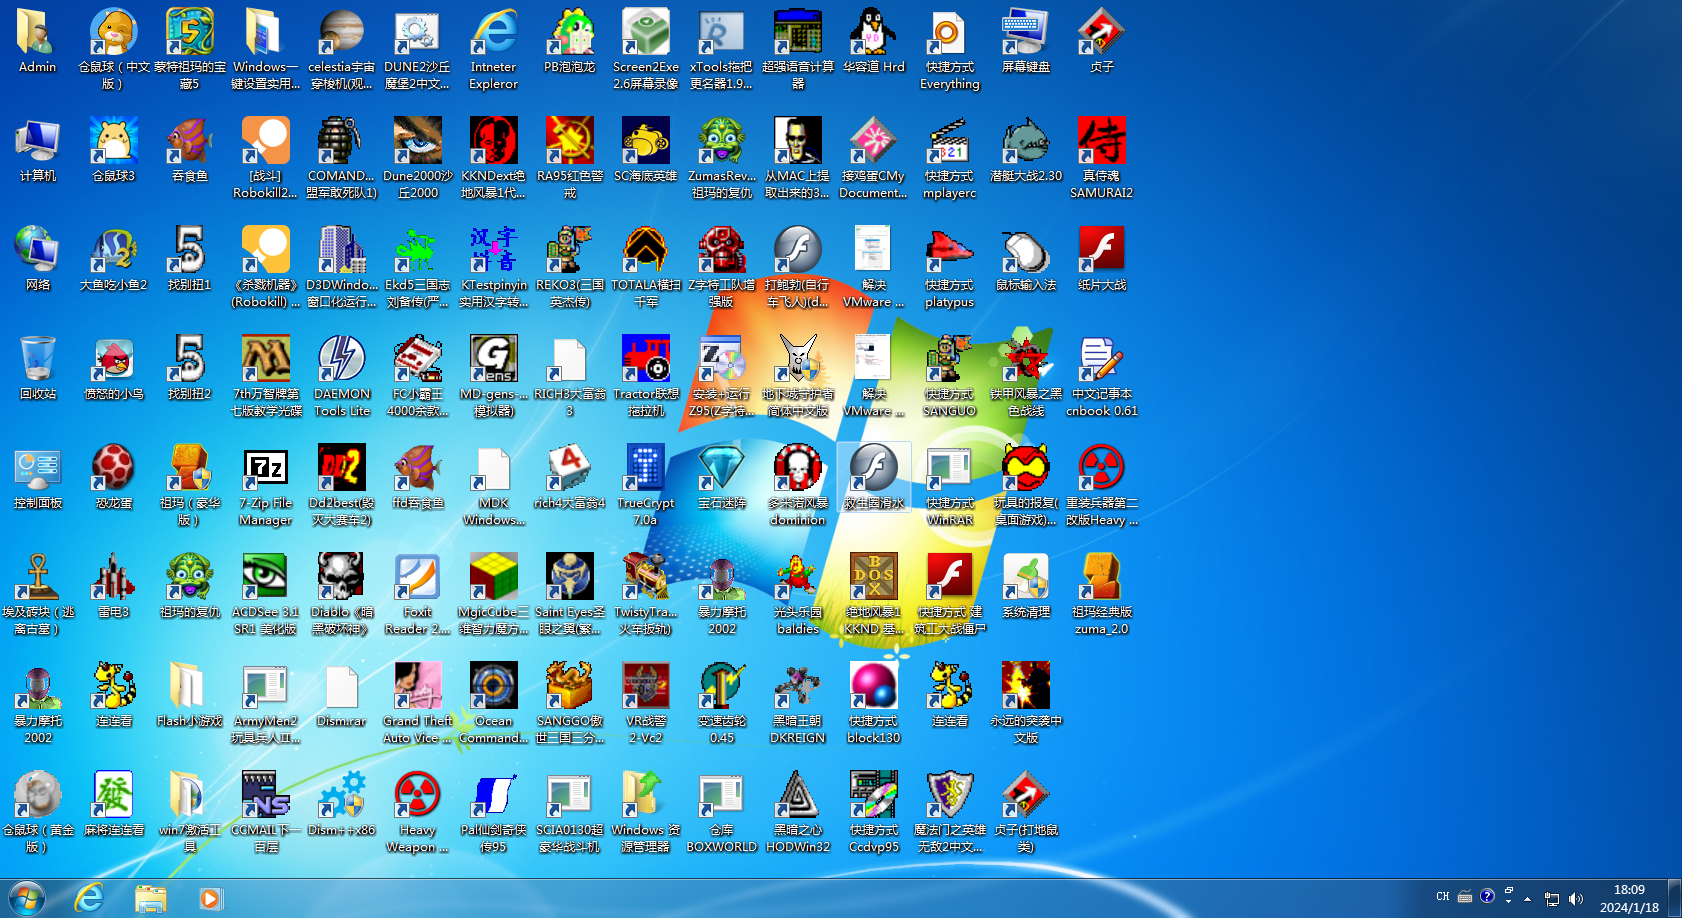 Admin
仓鼠球（中文版）
蒙特祖玛的宝藏5
Windows一键设置实用...
celestia宇宙穿梭机(观...
DUNE2沙丘魔堡2中文...
Intneter Expleror
PB泡泡龙
Screen2Exe 2.6屏幕录像
xTools拖把更名器1.9...
超强语音计算器
华容道 Hrd
快捷方式 Everything
屏幕键盘
贞子
计算机
仓鼠球3
吞食鱼
[战斗] Robokill2...
COMAND... 盟军敢死队1)
Dune2000沙丘2000
KKNDext绝地风暴1代...
RA95红色警戒
SC海底英雄
ZumasRev... 祖玛的复仇
从MAC上提取出来的3...
接鸡蛋CMy Document...
快捷方式 mplayerc
潜艇大战2.30
真侍魂 SAMURAI2
网络
大鱼吃小鱼2
找别扭1
《杀戮机器》(Robokill) ...
D3DWindo... 窗口化运行...
Ekd5三国志刘备传(严...
KTestpinyin 实用汉字转...
REKO3(三国英杰传)
TOTALA横扫千军
Z字特工队增强版
打鲍勃(自行车飞人)(d...
解决 VMware ...
快捷方式 platypus
鼠标输入法
纸片大战
回收站
愤怒的小鸟
找别扭2
7th万智牌第七版教学光碟
DAEMON Tools Lite
FC小霸王 4000余款...
MD-gens-... 模拟器)
RICH3大富翁3
Tractor联想拖拉机
安装+运行 Z95(Z字特...
地下城守护者简体中文版
解决 VMware ...
快捷方式 SANGUO
铁甲风暴之黑色战线
中文记事本 cnbook 0.61
控制面板
恐龙蛋
祖玛（豪华版）
7-Zip File Manager
Dd2best(毁灭大赛车2)
ffd吞食鱼
MDK Windows...
rich4大富翁4
TrueCrypt 7.0a
宝石迷阵
多米诺风暴 dominion
救生圈滑水
快捷方式 WinRAR
玩具的报复(桌面游戏)...
重装兵器第二改版Heavy ...
埃及砖块（逃离古墓）
雷电3
祖玛的复仇
ACDSee 3.1 SR1 美化版
Diablo《暗黑破坏神》
Foxit Reader 2....
MgicCube三维智力魔方...
Saint Eyes圣眼之翼(繁...
TwistyTra... 火车扳轨)
暴力摩托 2002
光头乐园 baldies
绝地风暴1 KKND 基...
快捷方式 建筑工大战僵尸
系统清理
祖玛经典版 zuma_2.0
暴力摩托 2002
连连看
Flash小游戏
ArmyMen2 玩具兵人II...
Dism.rar
Grand Theft Auto Vice ...
Ocean Command...
SANGGO傲世三国三分...
VR战警 2-Vc2
变速齿轮 0.45
黑暗王朝 DKREIGN
快捷方式 block130
连连看
永远的突袭中文版
仓鼠球（黄金版）
麻将连连看
win7激活工具
CCMAIL下一百层
Dism++x86
Heavy Weapon ...
Pal仙剑奇侠传95
SCIA0130超豪华战斗机
Windows 资源管理器
仓库 BOXWORLD
黑暗之心 HODWin32
快捷方式 Ccdvp95
魔法门之英雄无敌2中文...
贞子(打地鼠类)
CH
18:09
2024/1/18